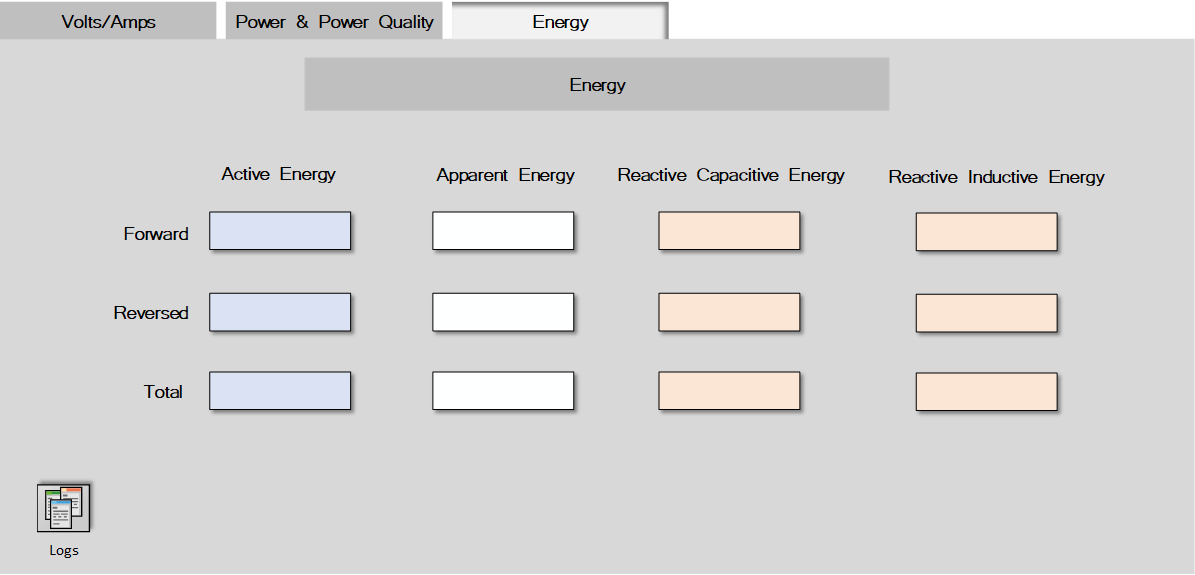 Volts/Amps
Power & Power Quality
Energy
Energy
Active Energy
Apparent Energy
Reactive Capacitive Energy
Reactive Inductive Energy
Forward
Reversed
Total
Logs